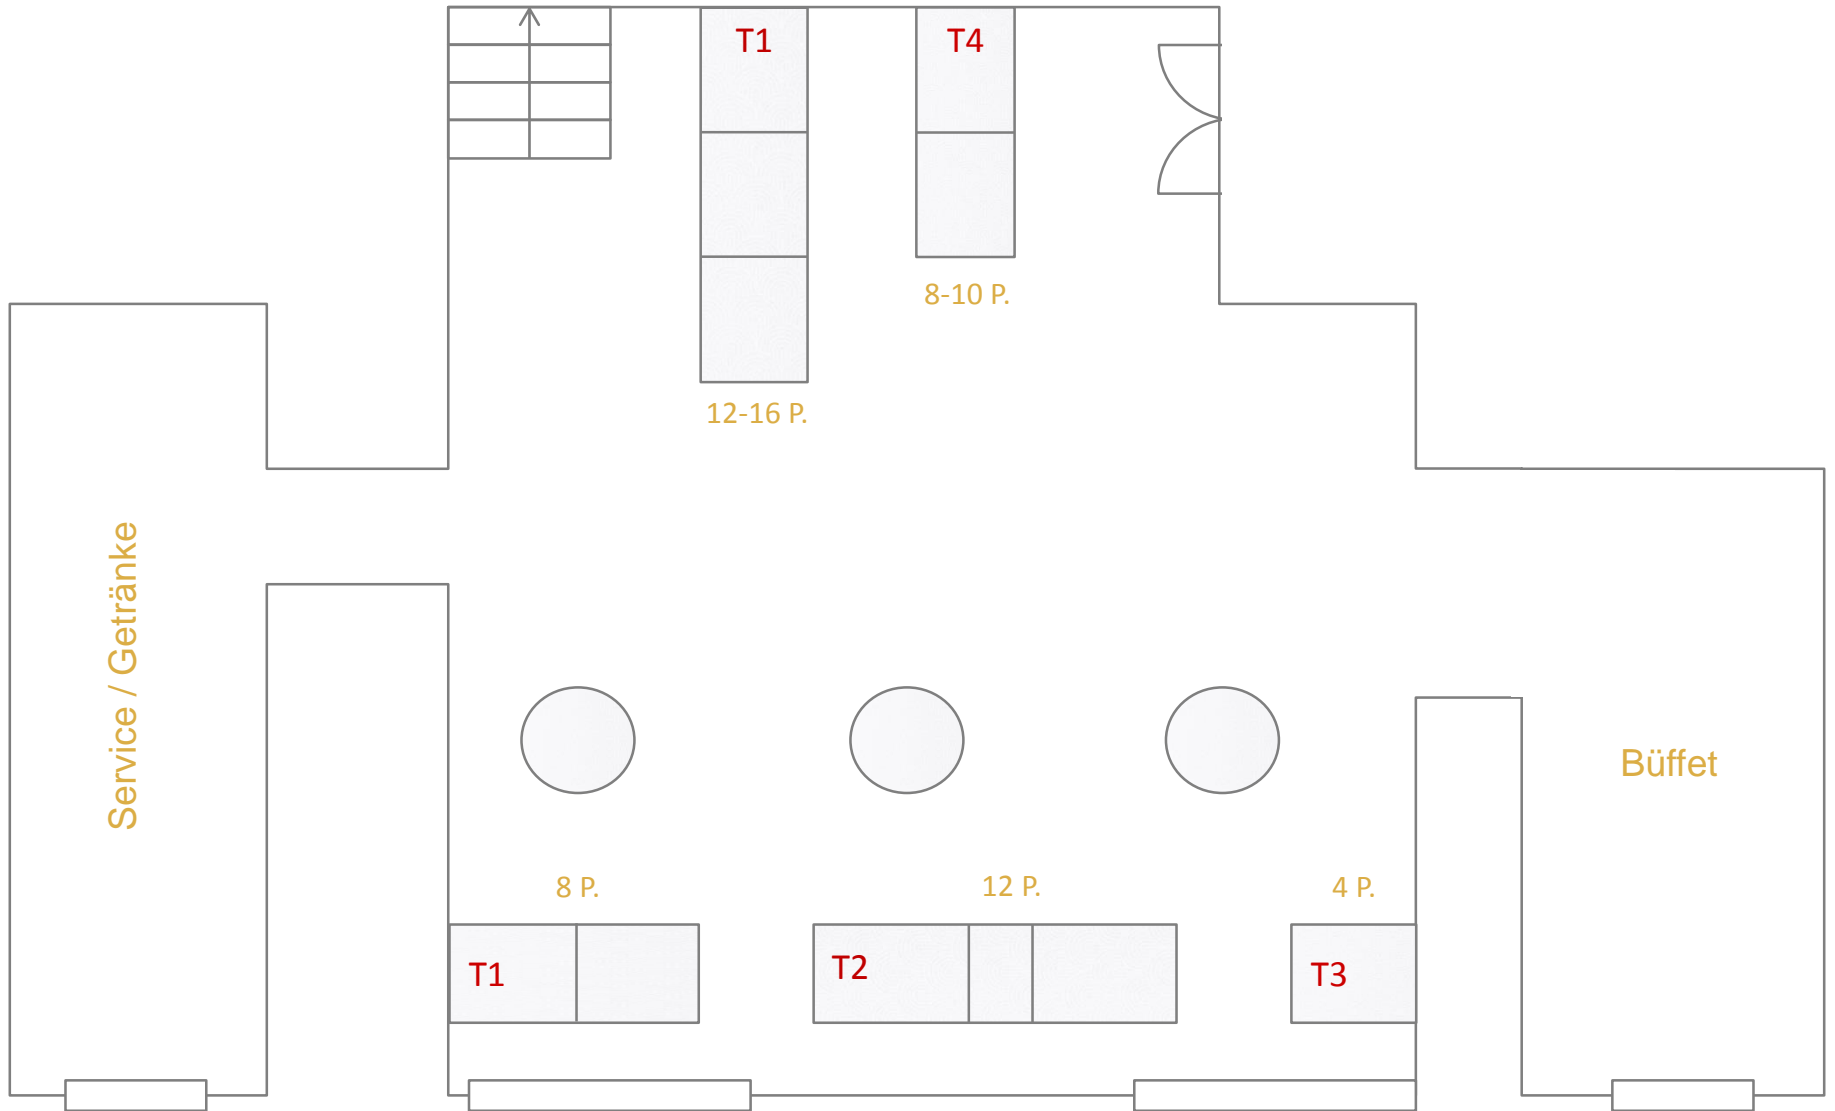 T1
T4
8-10 P.
12-16 P.
Service / Getränke
Büffet
8 P.
12 P.
4 P.
T1
T2
T3